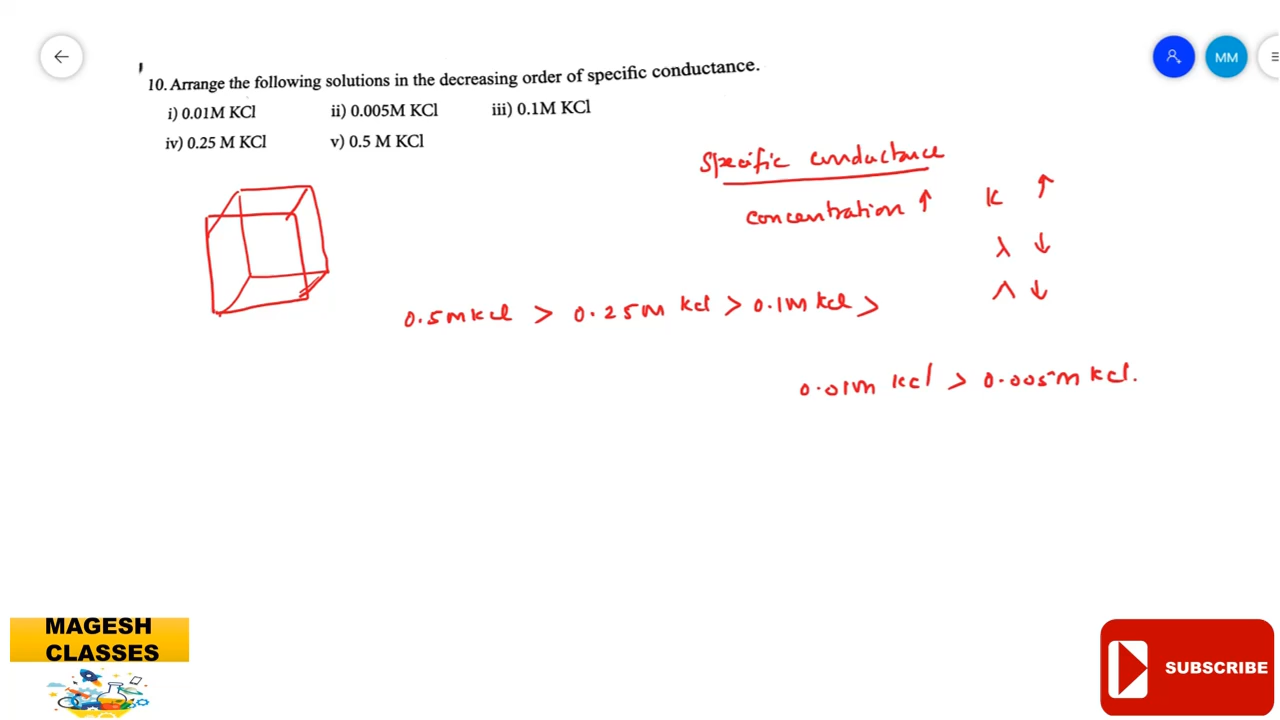 10. Arrange the following solutions in the decreasing order of specific conductance.
i) 0.01M KCl ii) 0.005M KCl iii) 0.1M KCl
iv) 0.25 M KCl v) 0.5 M KCl
Specific conductance
concentration ↑ κ ↑
λ ↓
Λ ↓
0.5M KCl > 0.25M KCl > 0.1M KCl >
0.01M KCl > 0.005M KCl.
MM
MAGESH
CLASSES
SUBSCRIBE